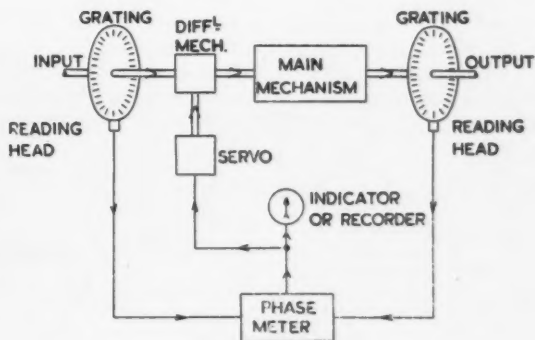 GRATING
DIFFL
MECH.
GRATING
INPUT
MAIN
MECHANISM
OUTPUT
READING
HEAD
SERVO
READING
HEAD
INDICATOR
OR RECORDER
PHASE
METER